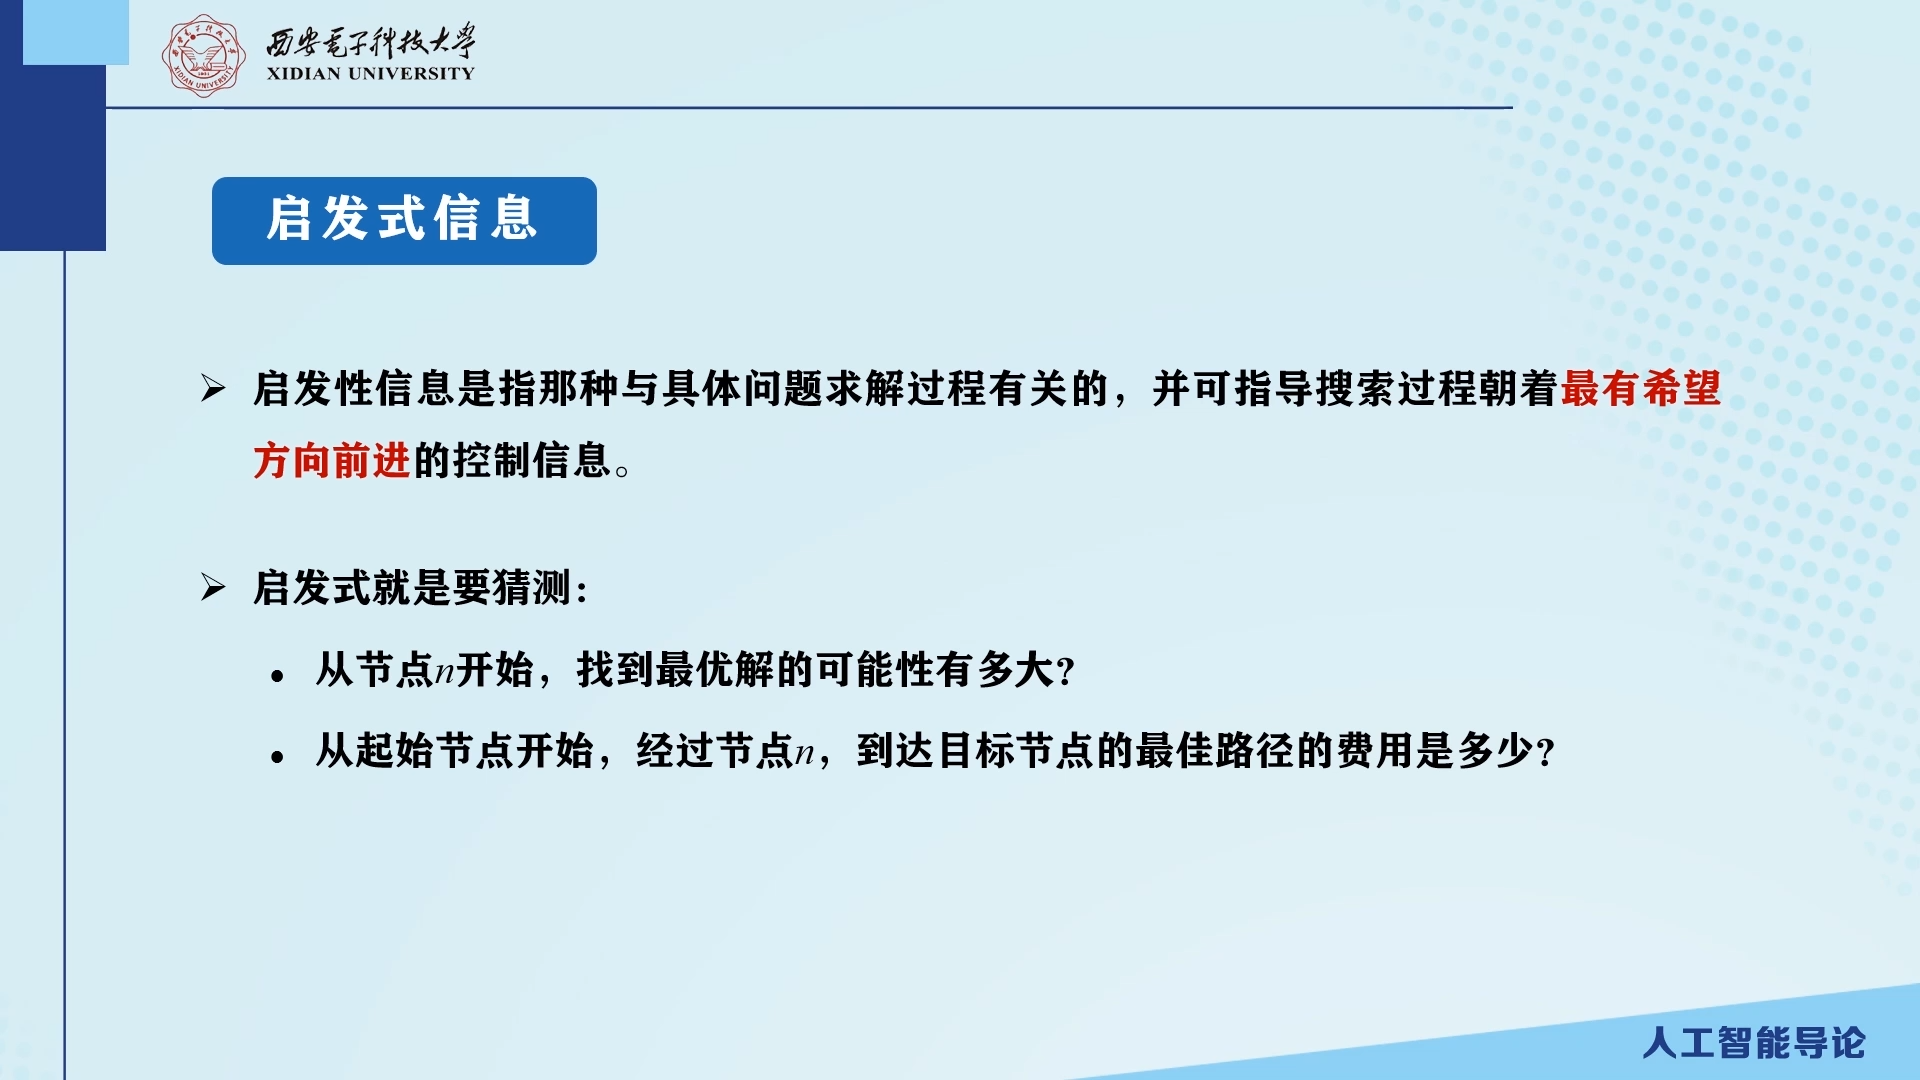 西安电子科技大学
XIDIAN UNIVERSITY
启发式信息
➢ 启发性信息是指那种与具体问题求解过程有关的，并可指导搜索过程朝着最有希望
方向前进的控制信息。
➢ 启发式就是要猜测：
• 从节点n开始，找到最优解的可能性有多大？
• 从起始节点开始，经过节点n，到达目标节点的最佳路径的费用是多少？
人工智能导论